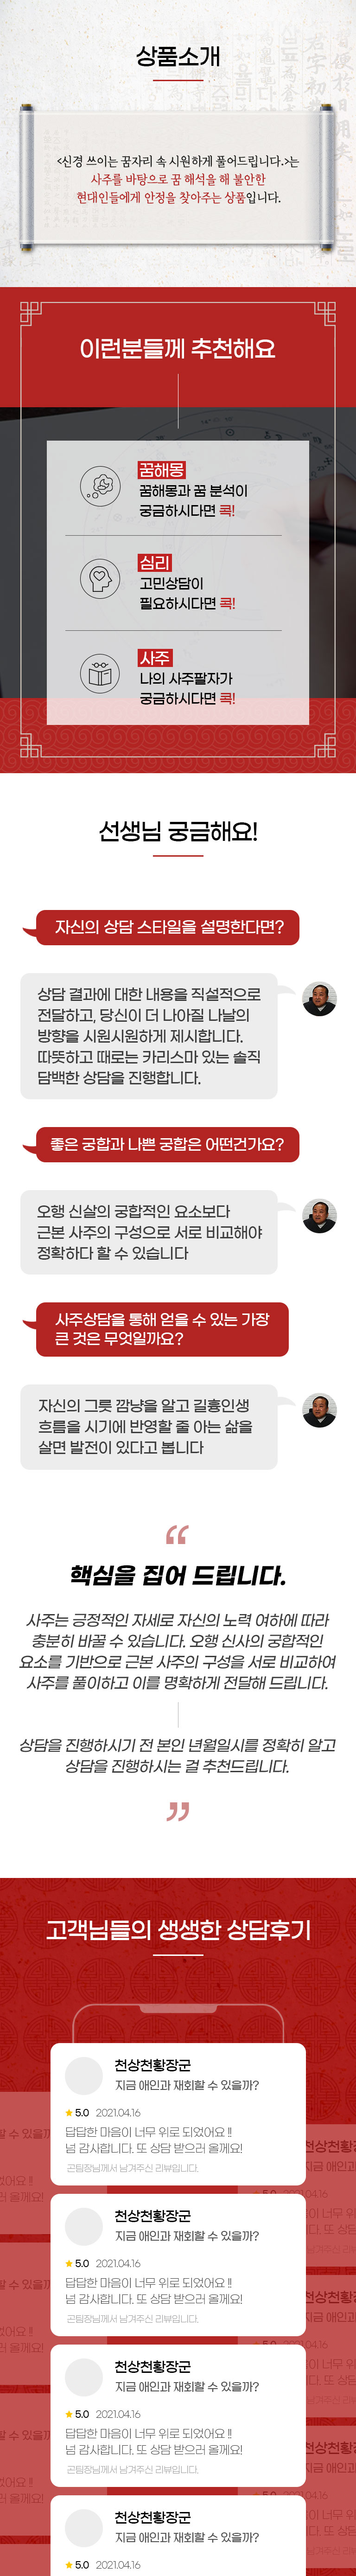 상품소개
<신경 쓰이는 꿈자리 속 시원하게 풀어드립니다.>는
사주를 바탕으로 꿈 해석을 해 불안한
현대인들에게 안정을 찾아주는 상품입니다.
이런분들께 추천해요
꿈해몽
꿈해몽과 꿈 분석이
궁금하시다면 콕!
심리
고민상담이
필요하시다면 콕!
사주
나의 사주팔자가
궁금하시다면 콕!
선생님 궁금해요!
자신의 상담 스타일을 설명한다면?
상담 결과에 대한 내용을 직설적으로
전달하고, 당신이 더 나아질 나날의
방향을 시원시원하게 제시합니다.
따뜻하고 때로는 카리스마 있는 솔직
담백한 상담을 진행합니다.
좋은 궁합과 나쁜 궁합은 어떤건가요?
오행 신살의 궁합적인 요소보다
근본 사주의 구성으로 서로 비교해야
정확하다 할 수 있습니다
사주상담을 통해 얻을 수 있는 가장
큰 것은 무엇일까요?
자신의 그릇 깜냥을 알고 길흉인생
흐름을 시기에 반영할 줄 아는 삶을
살면 발전이 있다고 봅니다
“
핵심을 집어 드립니다.
사주는 긍정적인 자세로 자신의 노력 여하에 따라
충분히 바꿀 수 있습니다. 오행 신사의 궁합적인
요소를 기반으로 근본 사주의 구성을 서로 비교하여
사주를 풀이하고 이를 명확하게 전달해 드립니다.
상담을 진행하시기 전 본인 년월일시를 정확히 알고
상담을 진행하시는 걸 추천드립니다.
”
고객님들의 생생한 상담후기
천상천황장군
지금 애인과 재회할 수 있을까?
5.0 2021.04.16
답답한 마음이 너무 위로 되었어요 !!
넘 감사합니다. 또 상담 받으러 올께요!
곤팀장님께서 남겨주신 리뷰입니다.
천상천황장군
지금 애인과 재회할 수 있을까?
5.0 2021.04.16
답답한 마음이 너무 위로 되었어요 !!
넘 감사합니다. 또 상담 받으러 올께요!
곤팀장님께서 남겨주신 리뷰입니다.
천상천황장군
지금 애인과 재회할 수 있을까?
5.0 2021.04.16
답답한 마음이 너무 위로 되었어요 !!
넘 감사합니다. 또 상담 받으러 올께요!
곤팀장님께서 남겨주신 리뷰입니다.
천상천황장군
지금 애인과 재회할 수 있을까?
5.0 2021.04.16